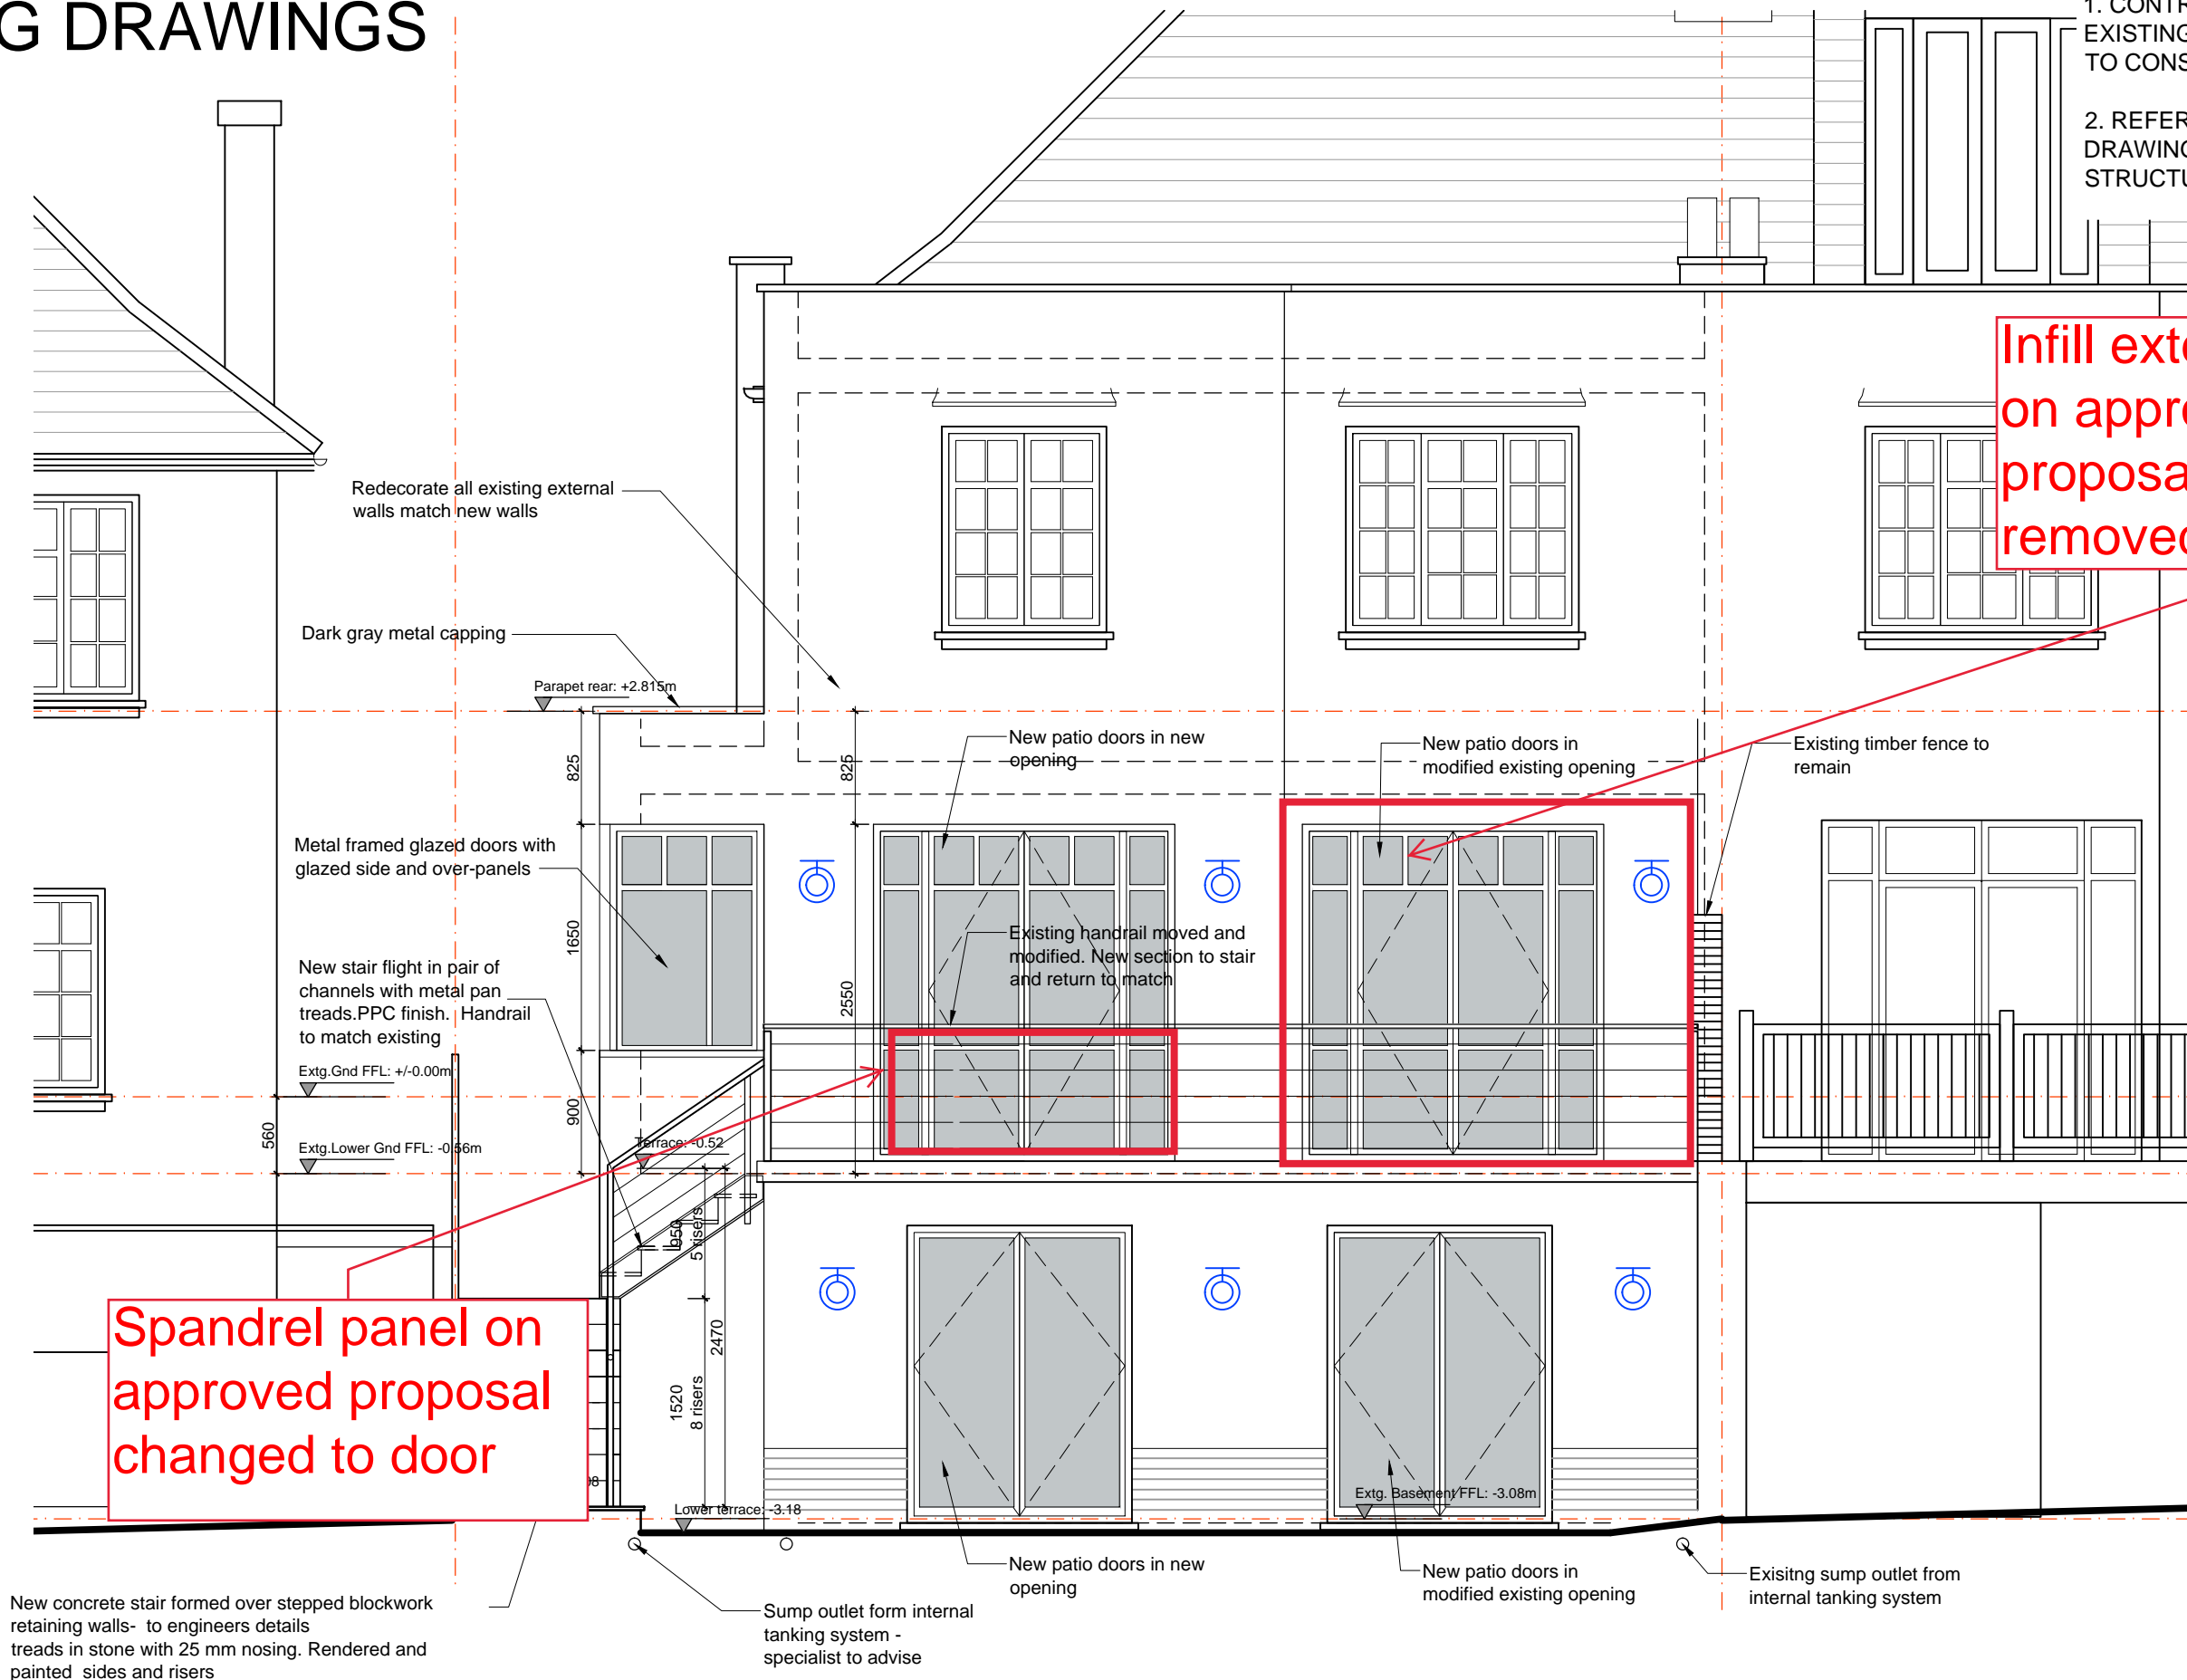 G DRAWINGS
1. CONTR
EXISTING
TO CONS
2. REFER
DRAWING
STRUCTU
Infill exte
on appro
proposa
removed
Redecorate all existing external
walls match new walls
Dark gray metal capping
Parapet rear: +2.815m
825
825
New patio doors in new
opening
New patio doors in
modified existing opening
Existing timber fence to
remain
Metal framed glazed doors with
glazed side and over-panels
1650
2550
Existing handrail moved and
modified. New section to stair
and return to match
New stair flight in pair of
channels with metal pan
treads.PPC finish. Handrail
to match existing
Extg.Gnd FFL: +/-0.00m
900
560
Extg.Lower Gnd FFL: -0.56m
Terrace: -0.52
950
5 risers
2470
1520
8 risers
Spandrel panel on
approved proposal
changed to door
Lower terrace: -3.18
Extg. Basement FFL: -3.08m
New patio doors in new
opening
New patio doors in
modified existing opening
Exisitng sump outlet from
internal tanking system
New concrete stair formed over stepped blockwork
retaining walls- to engineers details
treads in stone with 25 mm nosing. Rendered and
painted sides and risers
Sump outlet form internal
tanking system -
specialist to advise